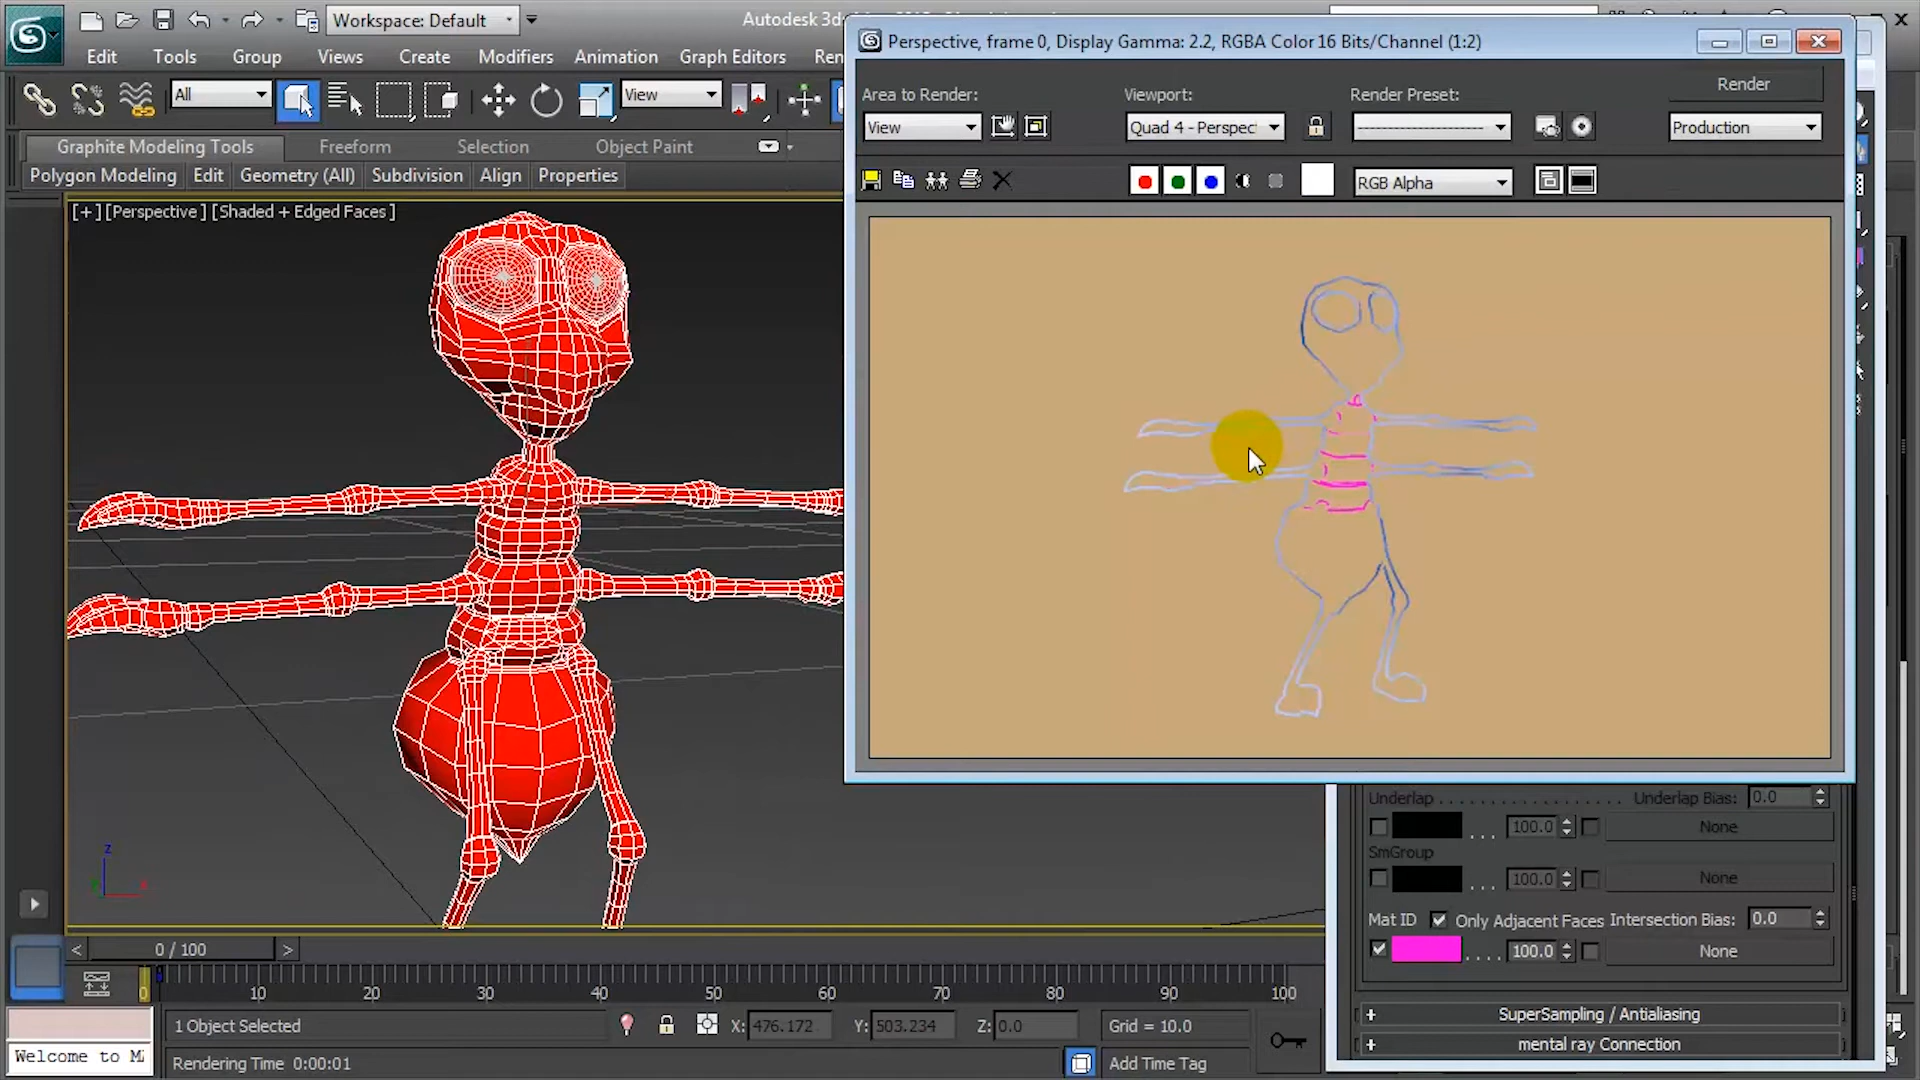 Workspace: Default
Autodesk 3d
Edit Tools Group Views Create Modifiers Animation Graph Editors
All
View
Graphite Modeling Tools Freeform Selection Object Paint
Polygon Modeling Edit Geometry (All) Subdivision Align Properties
[+] [Perspective] [Shaded + Edged Faces]
z
x
Perspective, frame 0, Display Gamma: 2.2, RGBA Color 16 Bits/Channel (1:2)
Area to Render: Viewport: Render Preset: Render
View Quad 4 - Perspect Production
RGB Alpha
Underlap Underlap Bias: 0.0
100.0 None
SmGroup
100.0 None
Mat ID Only Adjacent Faces Intersection Bias: 0.0
100.0 None
+ SuperSampling / Antialiasing
+ mental ray Connection
< 0 / 100 >
0 10 20 30 40 50 60 70 80 90 100
1 Object Selected X: 476.172 Y: 503.234 Z: 0.0 Grid = 10.0
Welcome to M
Rendering Time 0:00:01 Add Time Tag